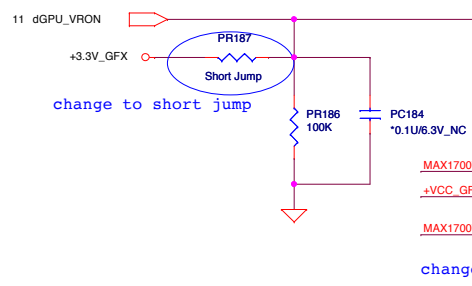 11 dGPU_VRON
PR187
+3.3V_GFX
Short Jump
change to short jump
PR186
100K
PC184
*0.1U/6.3V_NC
MAX1700
+VCC_GF
MAX1700
change